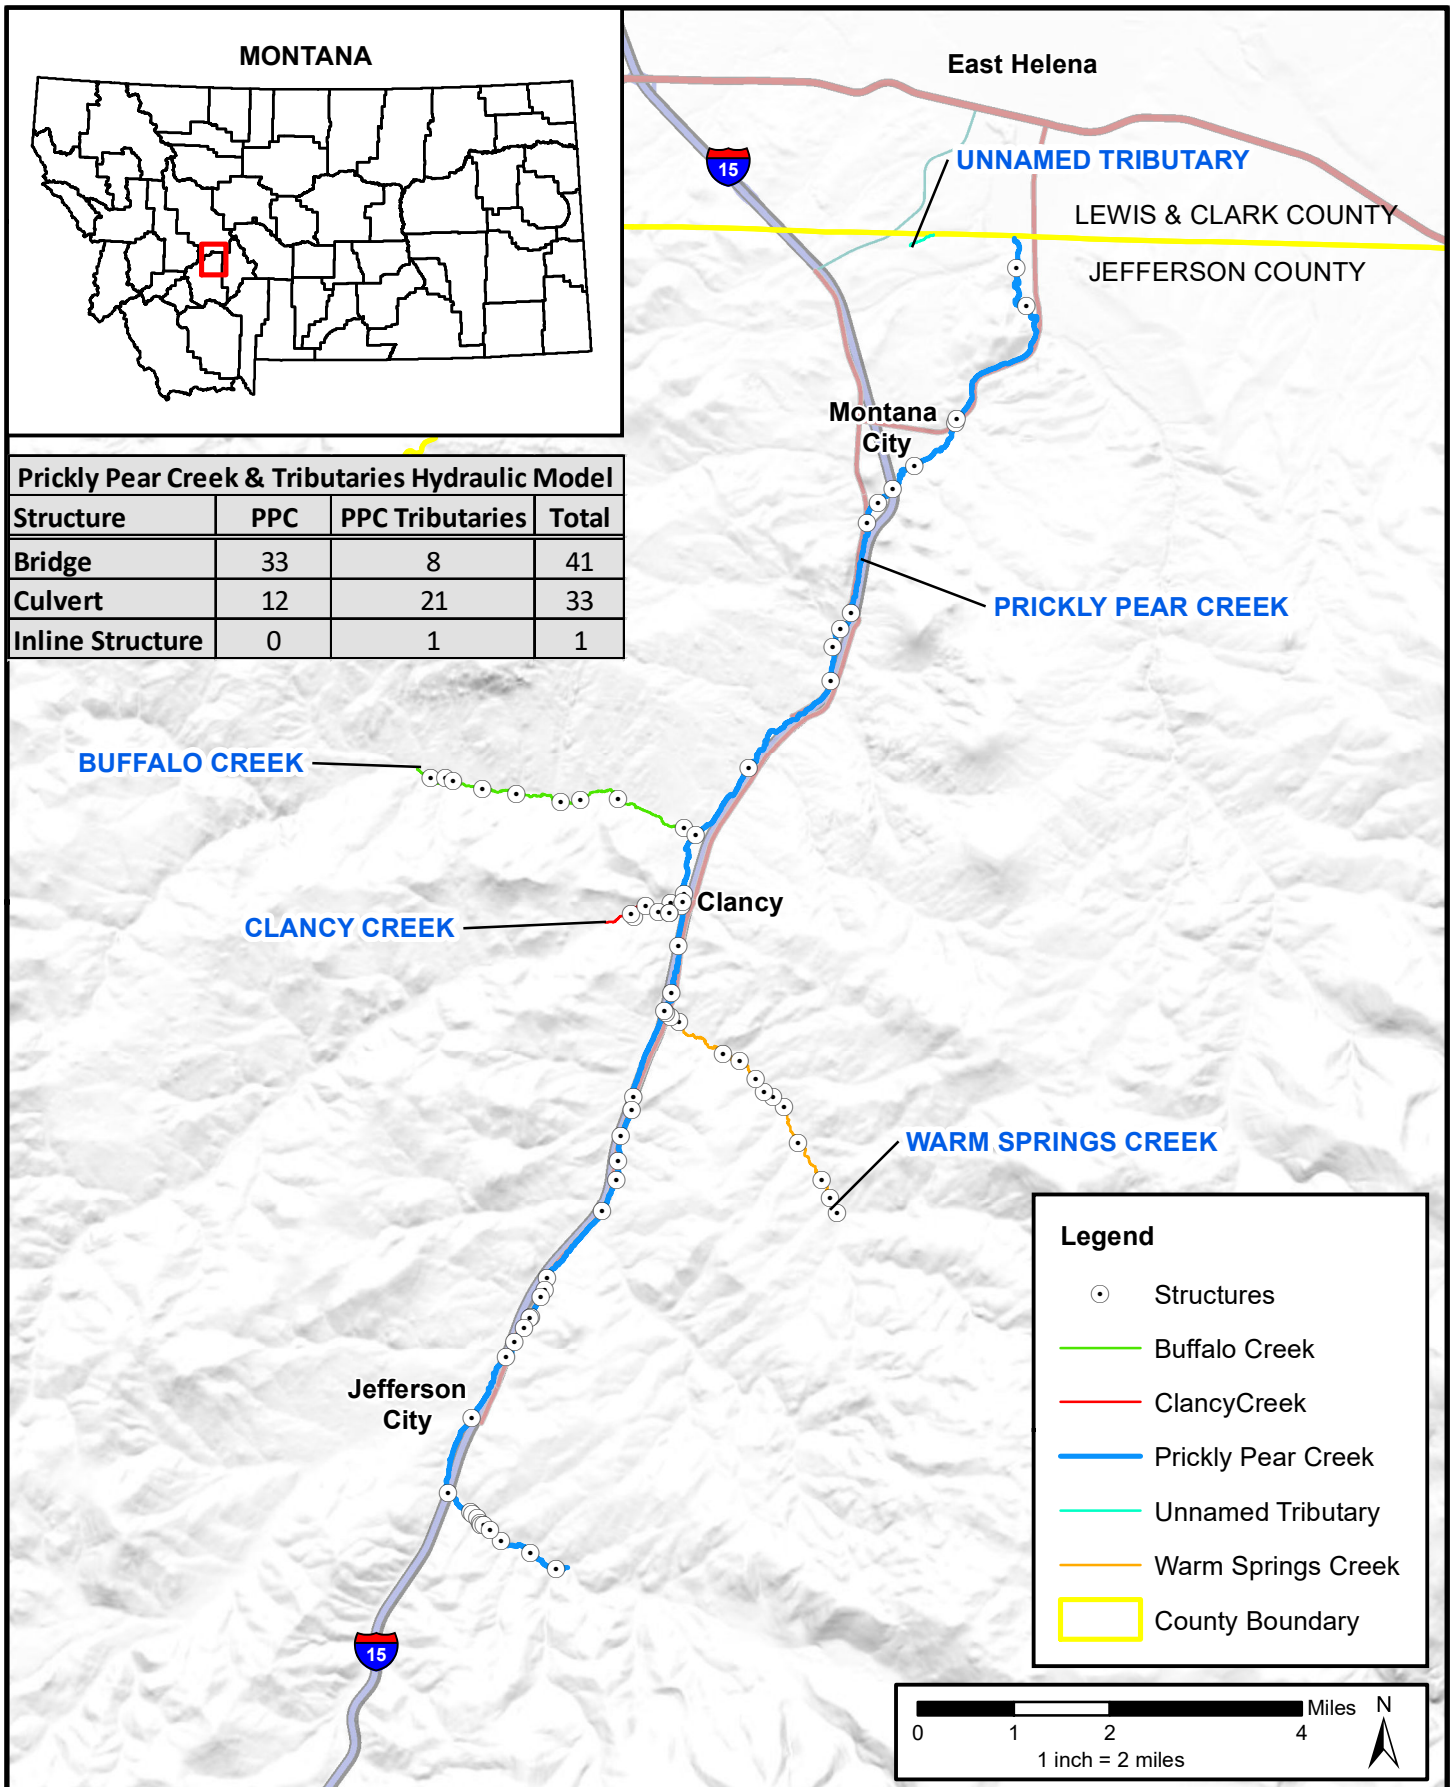 MONTANA
East Helena
15
UNNAMED TRIBUTARY
LEWIS & CLARK COUNTY
JEFFERSON COUNTY
Montana
City
Prickly Pear Creek & Tributaries Hydraulic Model
Structure PPC PPC Tributaries Total
Bridge 33 8 41
Culvert 12 21 33
Inline Structure 0 1 1
PRICKLY PEAR CREEK
BUFFALO CREEK
Clancy
CLANCY CREEK
WARM SPRINGS CREEK
Jefferson
City
15
Legend
Structures
Buffalo Creek
ClancyCreek
Prickly Pear Creek
Unnamed Tributary
Warm Springs Creek
County Boundary
Miles N
0 1 2 4
1 inch = 2 miles